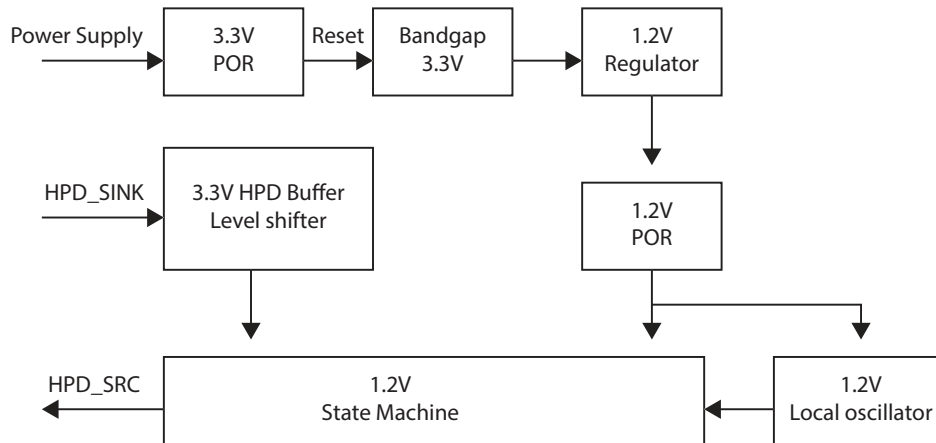 Power Supply
3.3V
POR
Reset
Bandgap
3.3V
1.2V
Regulator
HPD_SINK
3.3V HPD Buffer
Level shifter
1.2V
POR
HPD_SRC
1.2V
State Machine
1.2V
Local oscillator